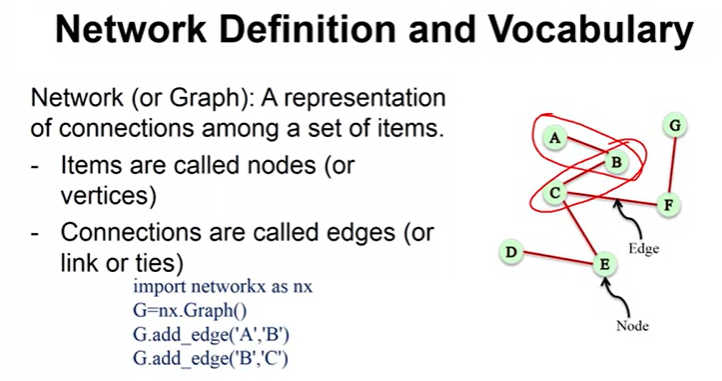 Network Definition and Vocabulary
Network (or Graph): A representation
of connections among a set of items.
- Items are called nodes (or
vertices)
- Connections are called edges (or
link or ties)
import networkx as nx
G=nx.Graph()
G.add_edge('A','B')
G.add_edge('B','C')
G
A
B
C
F
Edge
D
E
Node